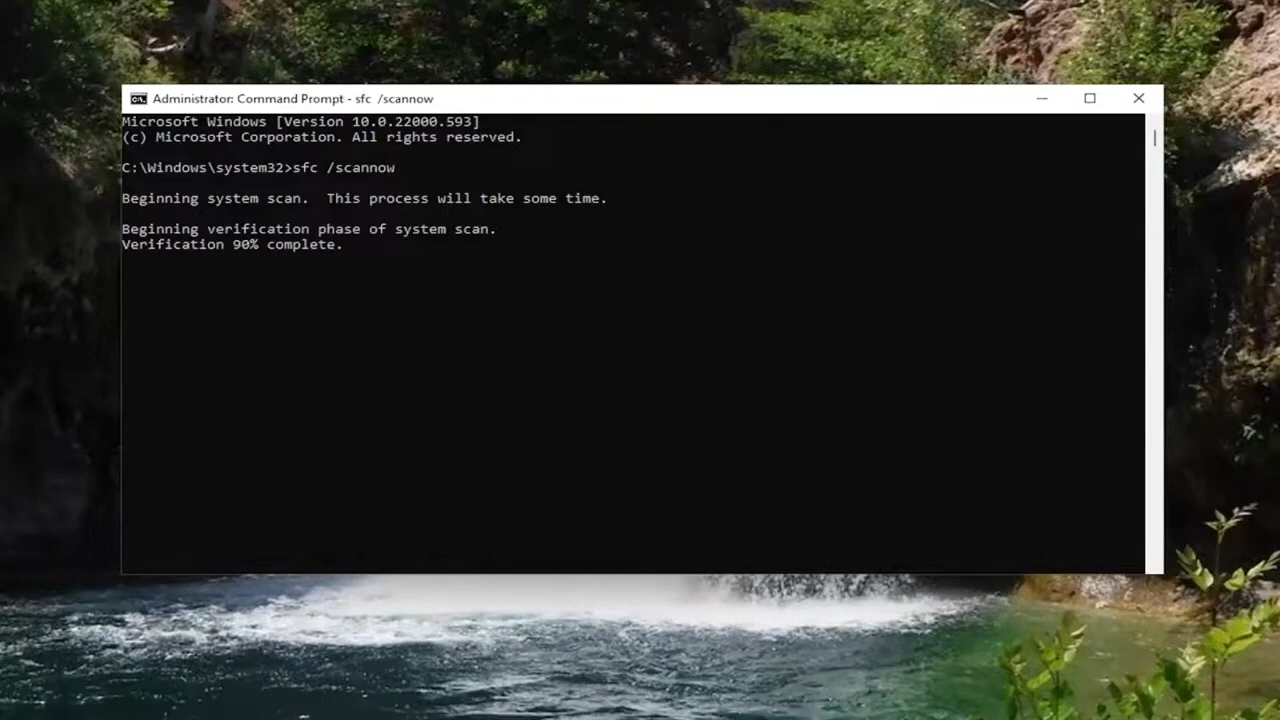 Administrator: Command Prompt - sfc  /scannow
Microsoft Windows [Version 10.0.22000.593]
(c) Microsoft Corporation. All rights reserved.
C:\Windows\system32>sfc /scannow
Beginning system scan.  This process will take some time.
Beginning verification phase of system scan.
Verification 90% complete.